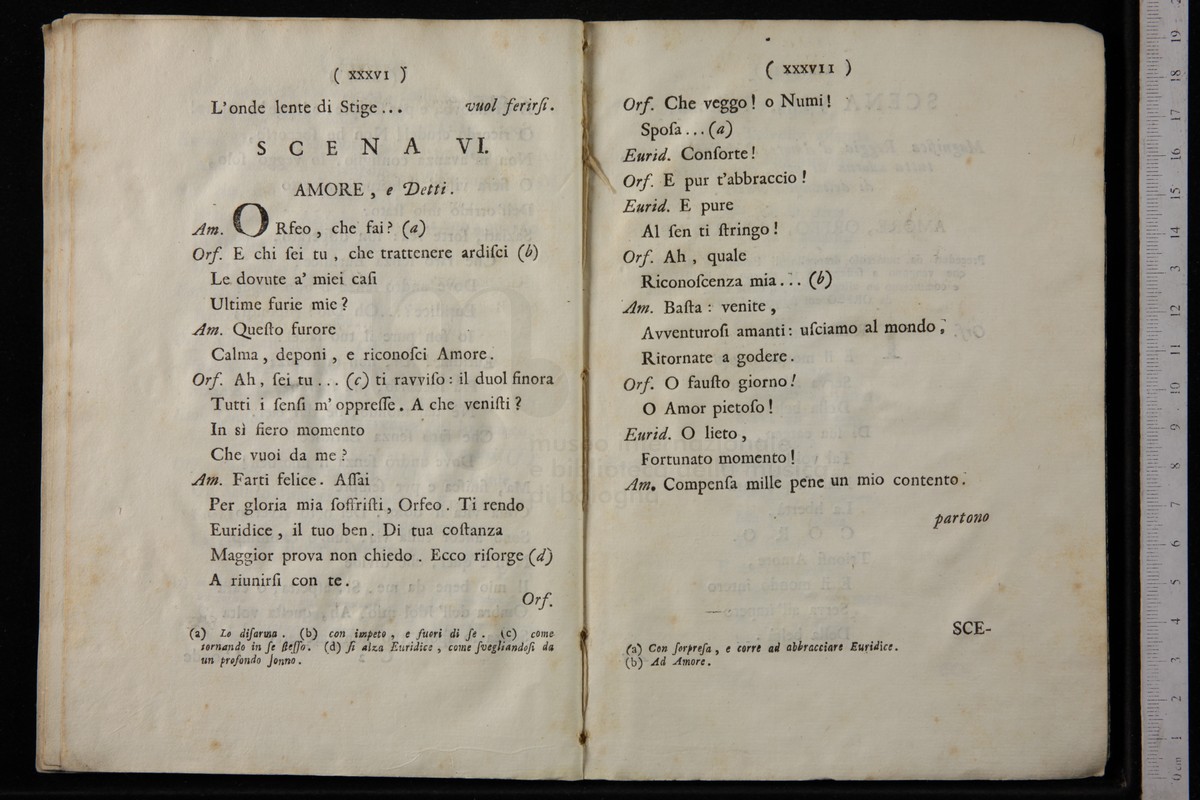 ( XXXVI )
L'onde lente di Stige... vuol ferirſi.
SCENA VI.
AMORE, e Detti.
Am. ORfeo, che fai? (a)
Orf. E chi ſei tu, che trattenere ardiſci (b)
Le dovute a' miei caſi
Ultime furie mie?
Am. Queſto furore
Calma, deponi, e riconoſci Amore.
Orf. Ah, ſei tu... (c) ti ravviſo: il duol finora
Tutti i ſenſi m' oppreſſe. A che veniſti?
In sì fiero momento
Che vuoi da me?
Am. Farti felice. Aſſai
Per gloria mia ſoffriſti, Orfeo. Ti rendo
Euridice, il tuo ben. Di tua coſtanza
Maggior prova non chiedo. Ecco riſorge (d)
A riunirſi con te.
Orf.
(a) Lo diſarma. (b) con impeto, e fuori di ſe. (c) come
tornando in ſe ſteſſo. (d) ſi alza Euridice, come ſvegliandoſi da
un profondo ſonno.
( XXXVII )
Orf. Che veggo! o Numi!
Spoſa... (a)
Eurid. Conſorte!
Orf. E pur t'abbraccio!
Eurid. E pure
Al ſen ti ſtringo!
Orf. Ah, quale
Riconoſcenza mia... (b)
Am. Baſta: venite,
Avventuroſi amanti: uſciamo al mondo,
Ritornate a godere.
Orf. O fauſto giorno!
O Amor pietoſo!
Eurid. O lieto,
Fortunato momento!
Am. Compenſa mille pene un mio contento.
partono
SCE-
(a) Con ſorpreſa, e corre ad abbracciare Euridice.
(b) Ad Amore.
museo internazionale
e biblioteca della musica
di bologna